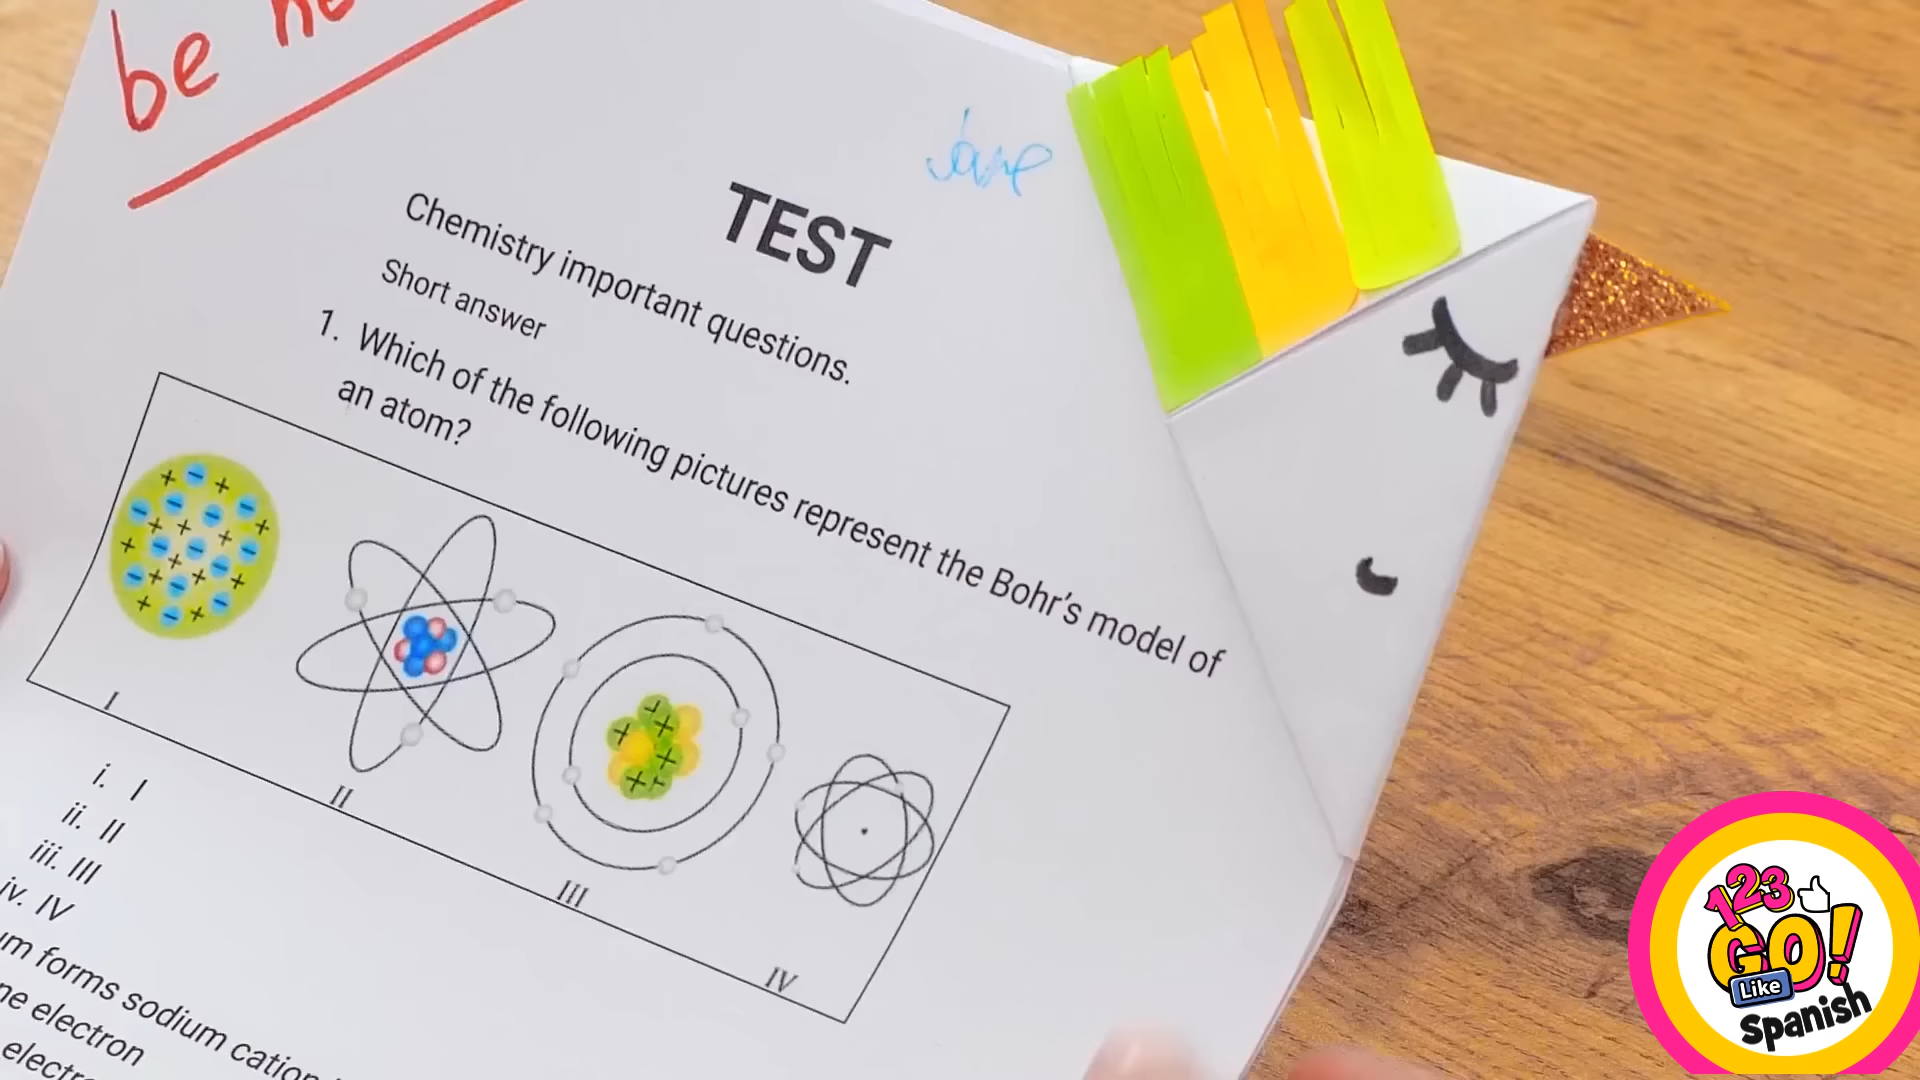 be
Jane
TEST
Chemistry important questions.
Short answer
1. Which of the following pictures represent the Bohr's model of
an atom?
I
II
III
IV
i. I
ii. II
iii. III
iv. IV
forms sodium cation
electron
123
GO!
Like
Spanish